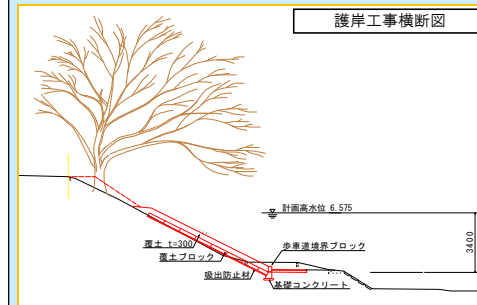 護岸工事横断図
計画高水位 6.575
3400
覆土 t=300
歩車道境界ブロック
覆土ブロック
吸出防止材
基礎コンクリート